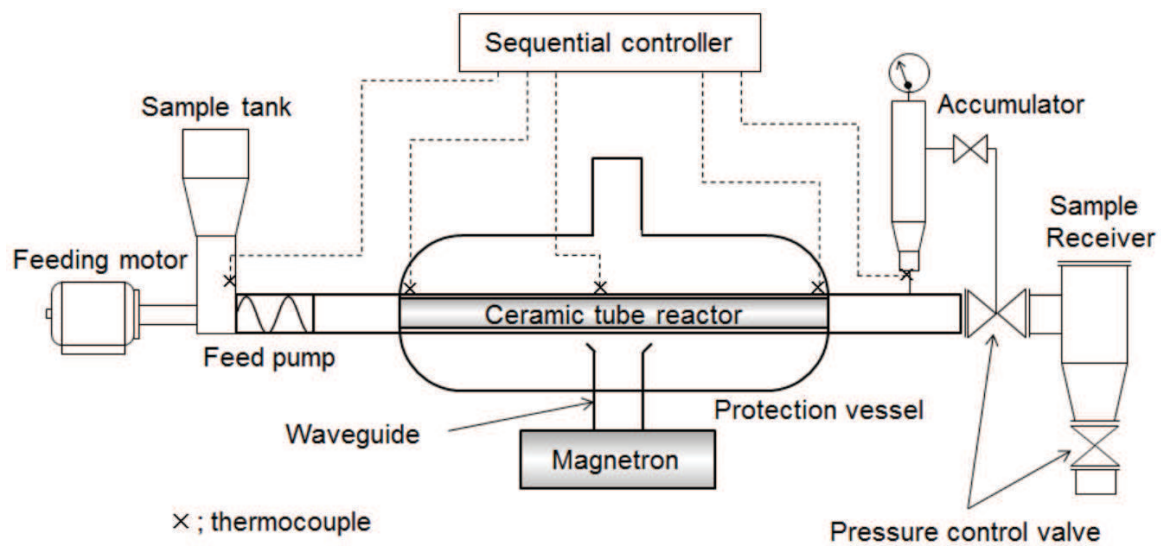 Sequential controller
Sample tank
Accumulator
Sample
Receiver
Feeding motor
Ceramic tube reactor
Feed pump
Protection vessel
Waveguide
Magnetron
× ; thermocouple
Pressure control valve